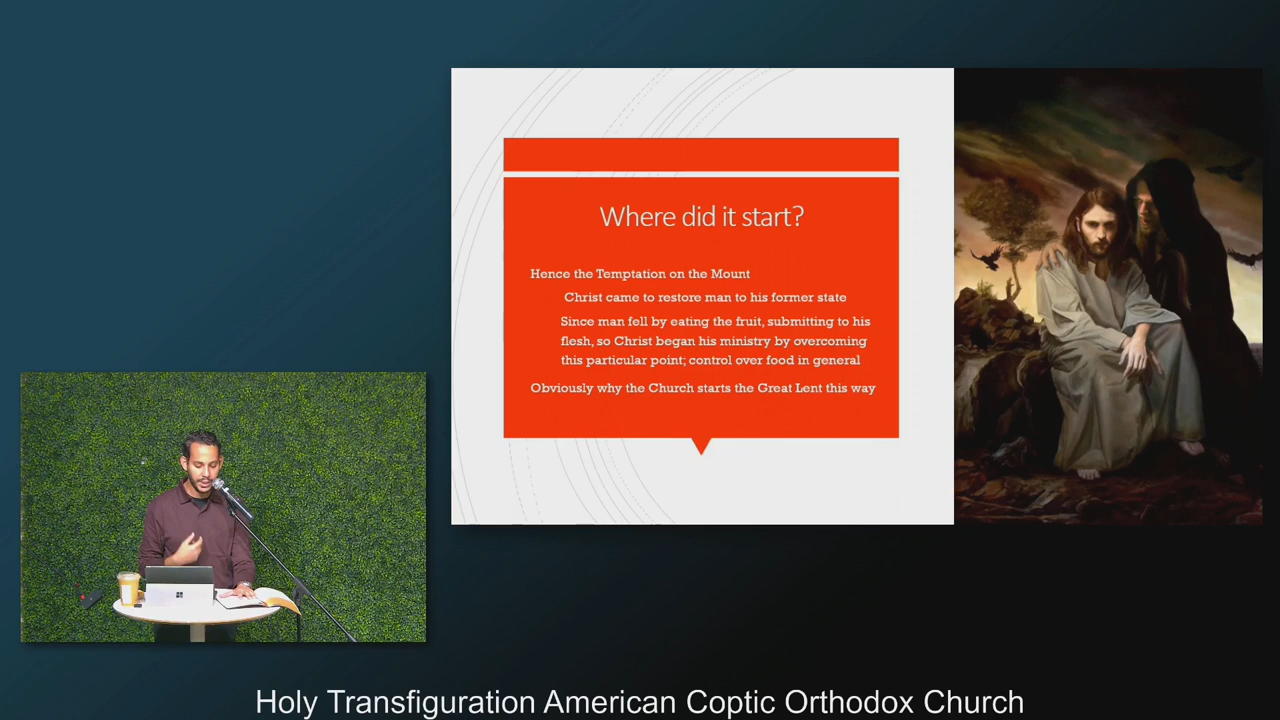 Where did it start?
Hence the Temptation on the Mount
Christ came to restore man to his former state
Since man fell by eating the fruit, submitting to his
flesh, so Christ began his ministry by overcoming
this particular point; control over food in general
Obviously why the Church starts the Great Lent this way
Holy Transfiguration American Coptic Orthodox Church